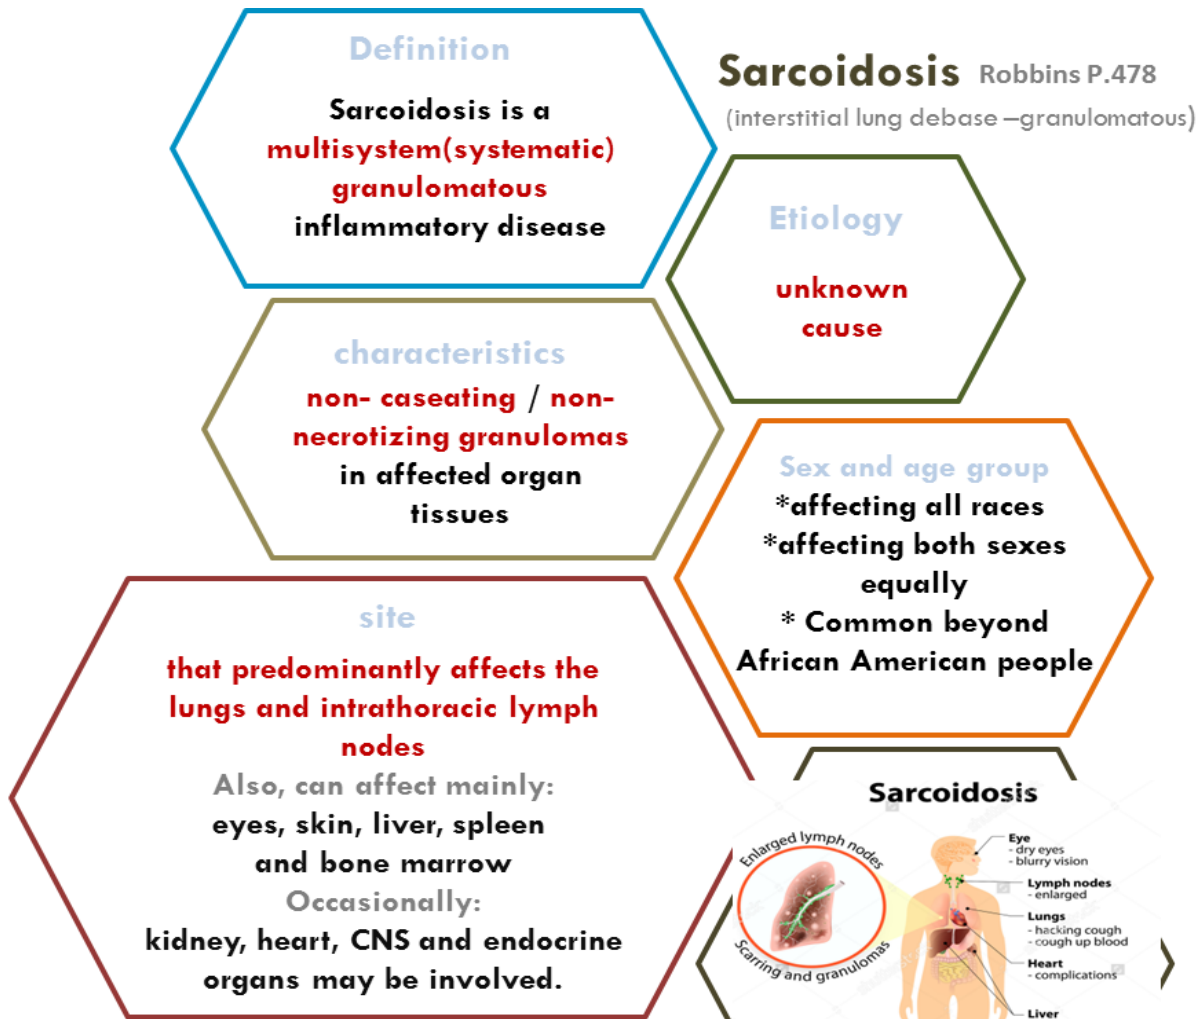 Definition
Sarcoidosis is a
multisystem(systematic)
granulomatous
inflammatory disease
Sarcoidosis Robbins P.478
(interstitial lung debase –granulomatous)
Etiology
unknown
cause
characteristics
non- caseating / non-
necrotizing granulomas
in affected organ
tissues
Sex and age group
*affecting all races
*affecting both sexes
equally
* Common beyond
African American people
site
that predominantly affects the
lungs and intrathoracic lymph
nodes
Also, can affect mainly:
eyes, skin, liver, spleen
and bone marrow
Occasionally:
kidney, heart, CNS and endocrine
organs may be involved.
Sarcoidosis
Enlarged lymph nodes
Scarring and granulomas
Eye
- dry eyes
- blurry vision
Lymph nodes
- enlarged
Lungs
- hacking cough
- cough up blood
Heart
- complications
Liver